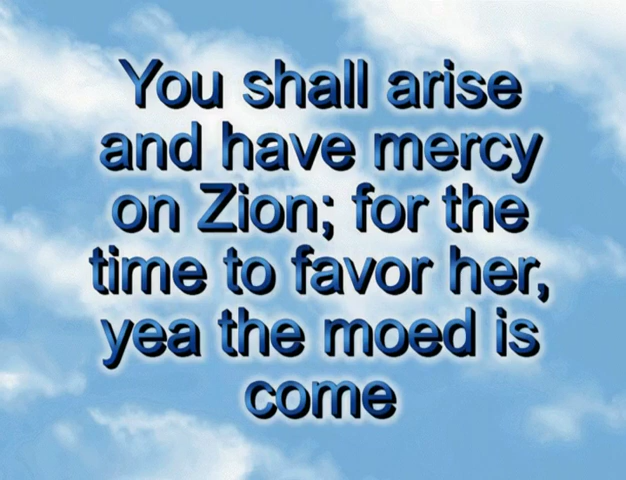 You shall arise
and have mercy
on Zion; for the
time to favor her,
yea the moed is
come